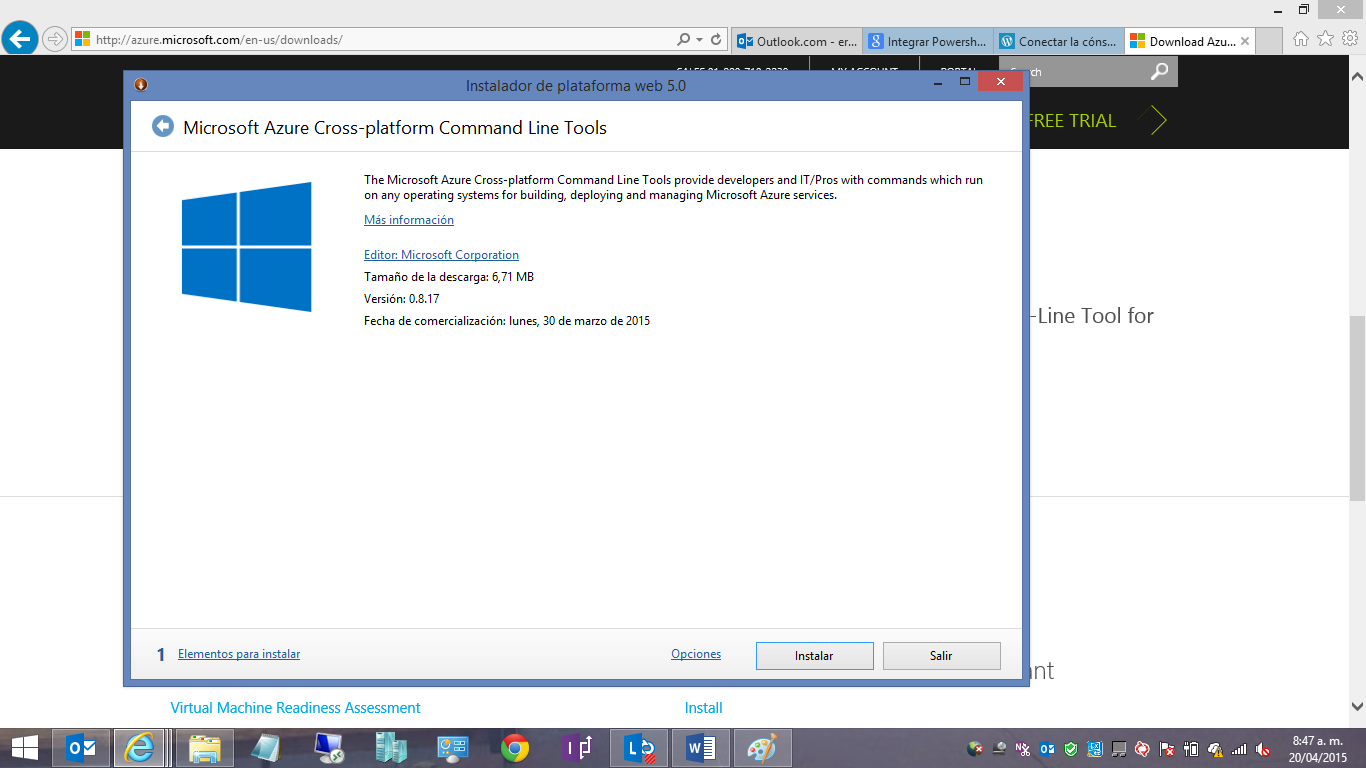 http://azure.microsoft.com/en-us/downloads/
Outlook.com - er...
Integrar Powersh...
Conectar la cóns...
Download Azu...
Instalador de plataforma web 5.0
FREE TRIAL
Microsoft Azure Cross-platform Command Line Tools
The Microsoft Azure Cross-platform Command Line Tools provide developers and IT/Pros with commands which run
on any operating systems for building, deploying and managing Microsoft Azure services.
Más información
Editor: Microsoft Corporation
Tamaño de la descarga: 6,71 MB
Versión: 0.8.17
Fecha de comercialización: lunes, 30 de marzo de 2015
-Line Tool for
1 Elementos para instalar
Opciones
Instalar
Salir
ant
Virtual Machine Readiness Assessment
Install
8:47 a. m.
20/04/2015